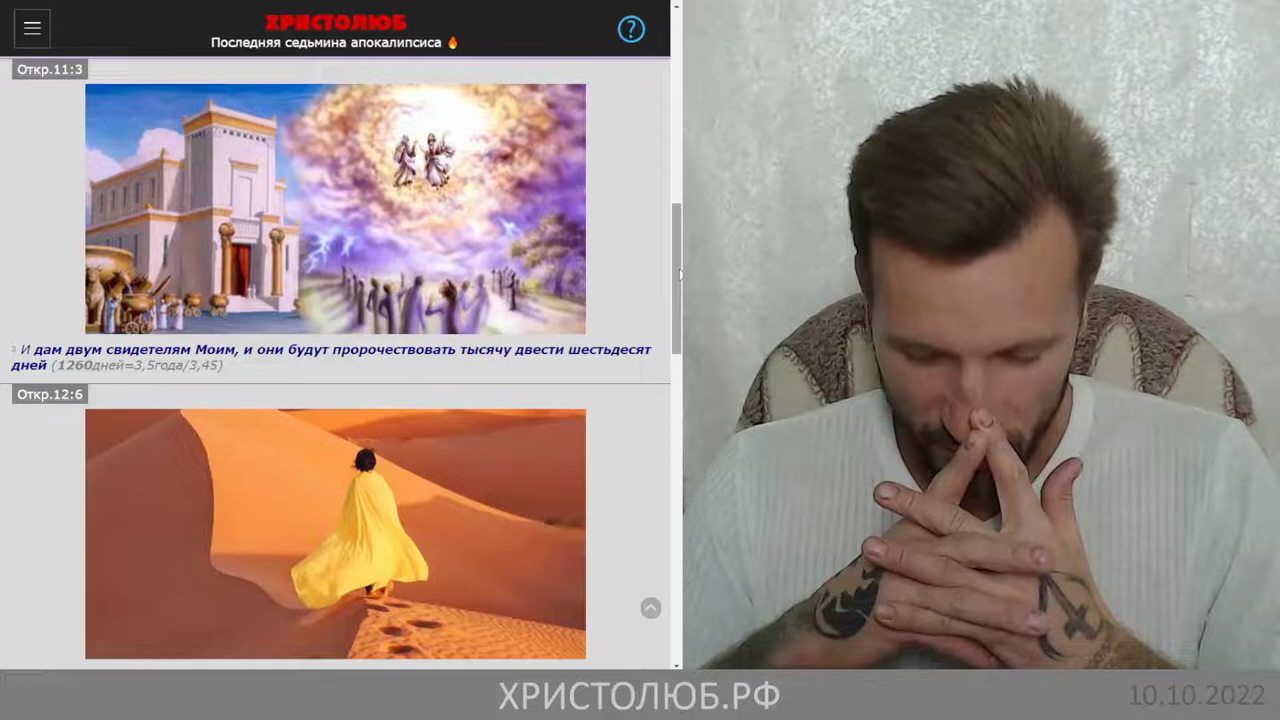 ХРИСТОЛЮБ
Последняя седьмина апокалипсиса 🔥
?
Откр.11:3
3 И дам двум свидетелям Моим, и они будут пророчествовать тысячу двести шестьдесят
дней (1260дней=3,5года/3,45)
Откр.12:6
ХРИСТОЛЮБ.РФ
10.10.2022